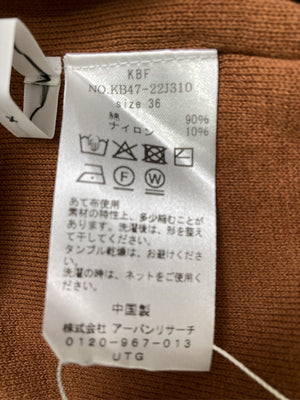 KBF
NO.KB47-22J310
size 36
綿 90%
ナイロン 10%
あて布使用
素材の特性上、多少縮むことが
あります。洗濯後は、形を整え
て干してください。
タンブル乾燥は、お避けくださ
い。
洗濯の際は、ネットをご使用く
ださい。
中国製
株式会社 アーバンリサーチ
0120-967-013
UTG